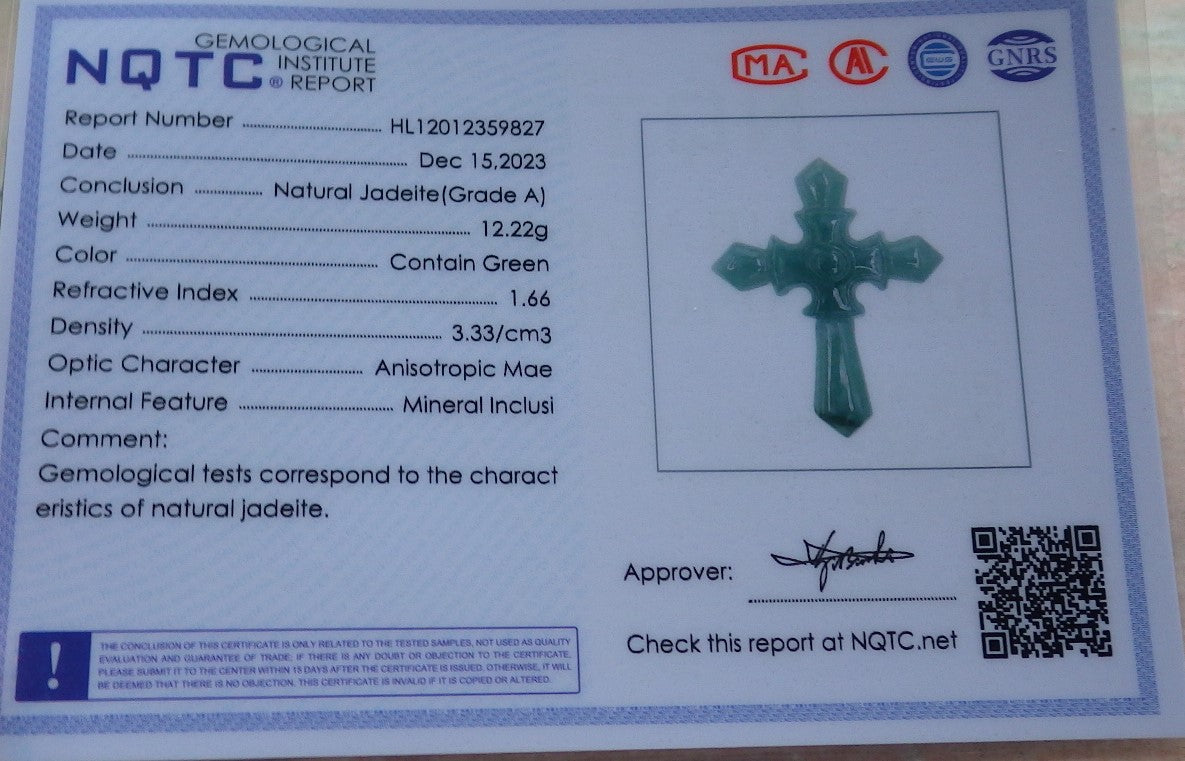 NQTC® GEMOLOGICAL INSTITUTE REPORT
MA
AL
GNRS
Report Number HL12012359827
Date Dec 15,2023
Conclusion Natural Jadeite(Grade A)
Weight 12.22g
Color Contain Green
Refractive Index 1.66
Density 3.33/cm3
Optic Character Anisotropic Mae
Internal Feature Mineral Inclusi
Comment:
Gemological tests correspond to the charact
eristics of natural jadeite.
Approver:
Check this report at NQTC.net
!
THE CONCLUSION OF THIS CERTIFICATE IS ONLY RELATED TO THE TESTED SAMPLES, NOT USED AS QUALITY
EVALUATION AND GUARANTEE OF TRADE. IF THERE IS ANY DOUBT OR OBJECTION TO THE CERTIFICATE,
PLEASE SUBMIT IT TO THE CENTER WITHIN 15 DAYS AFTER THE CERTIFICATE IS ISSUED. OTHERWISE, IT WILL
BE DEEMED THAT THERE IS NO OBJECTION. THIS CERTIFICATE IS INVALID IF IT IS COPIED OR ALTERED.